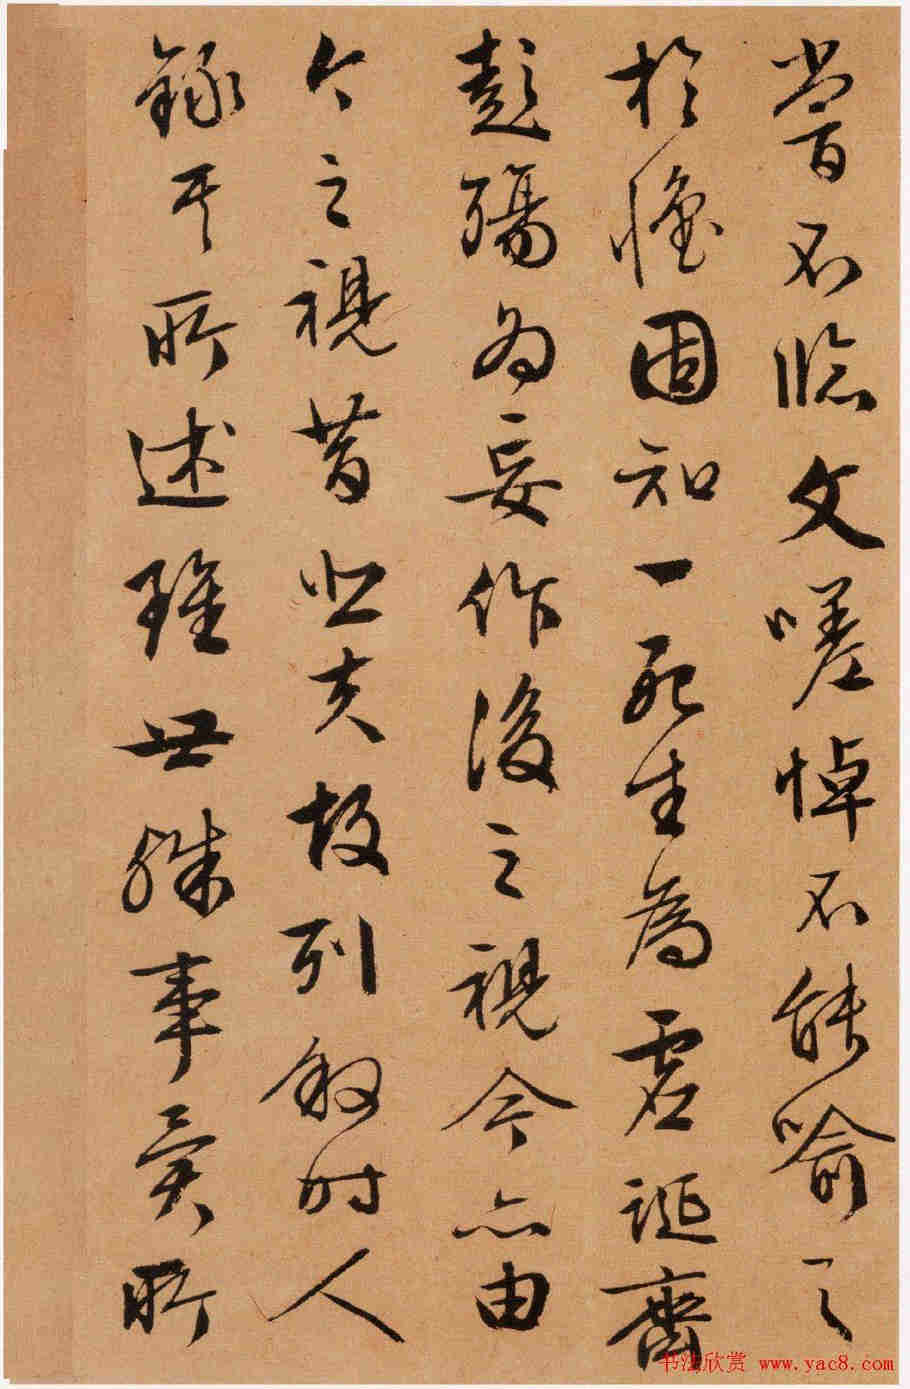 嘗不臨文嗟悼不能喻之
於懷固知一死生為虛誕齊
彭殤為妄作後之視今亦由
今之視昔悲夫故列敘時人
錄其所述雖世殊事異所
书法欣赏 www.yac8.com